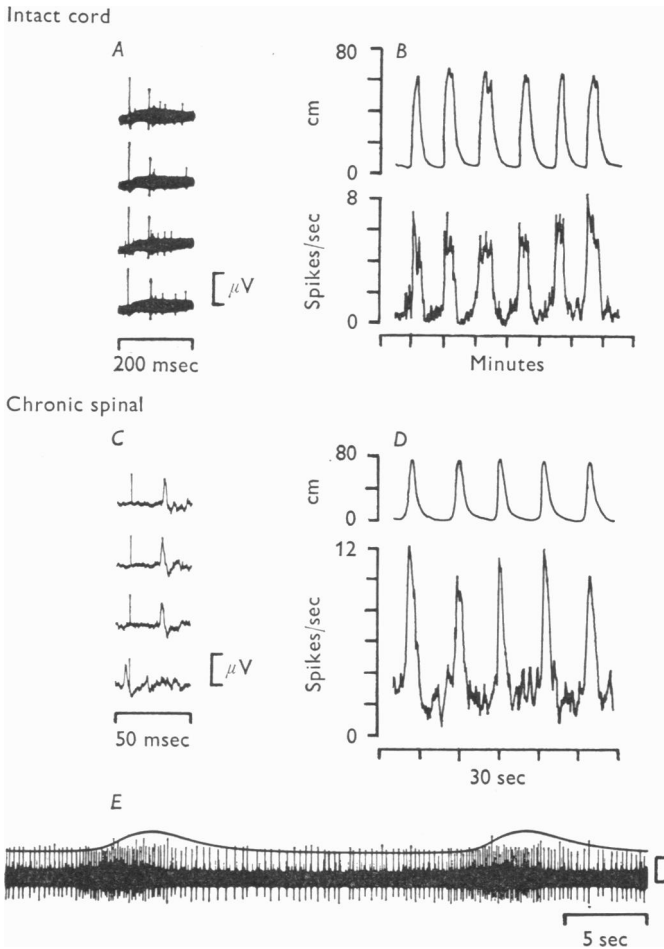 Intact cord
A
B
80
cm
0
8
Spikes/sec
0
μV
200 msec
Minutes
Chronic spinal
C
D
80
cm
0
12
Spikes/sec
0
μV
50 msec
30 sec
E
5 sec